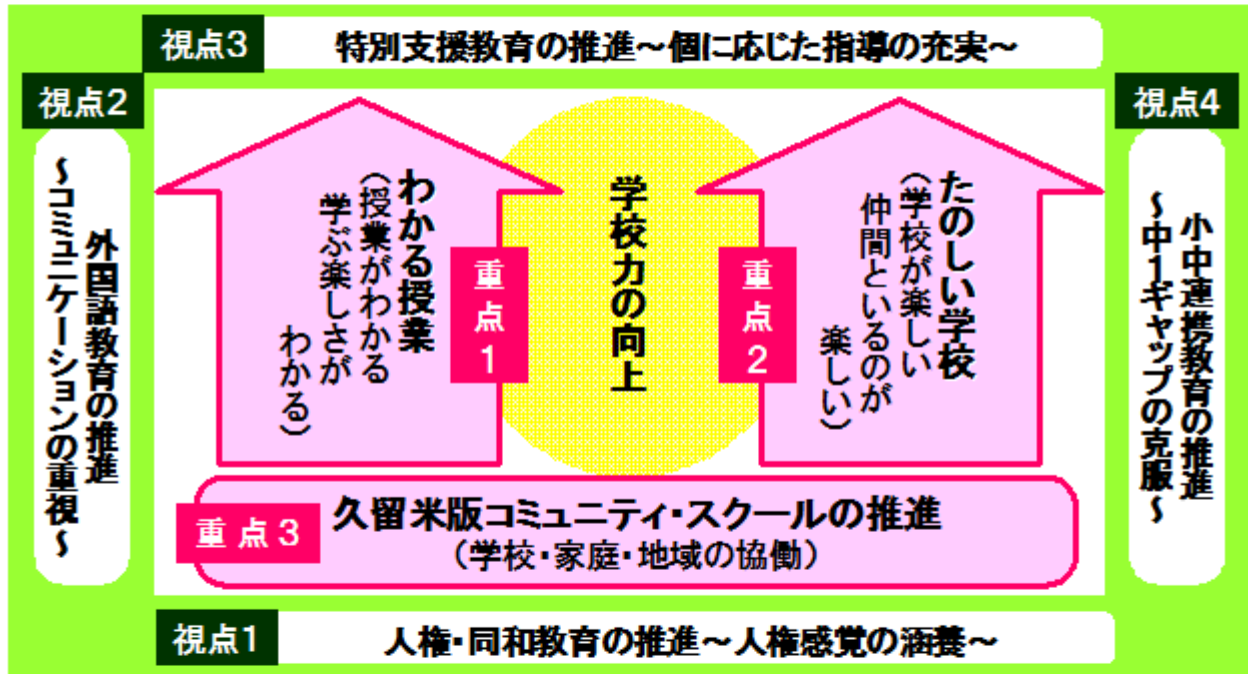 視点3
特別支援教育の推進～個に応じた指導の充実～
視点2
外国語教育の推進
～コミュニケーションの重視～
わかる授業
（授業がわかる
学ぶ楽しさが
わかる）
重点1
学校力の向上
重点2
たのしい学校
（学校が楽しい
仲間といるのが
楽しい）
視点4
小中連携教育の推進
～中1ギャップの克服～
重点3
久留米版コミュニティ・スクールの推進
（学校・家庭・地域の協働）
視点1
人権・同和教育の推進～人権感覚の涵養～